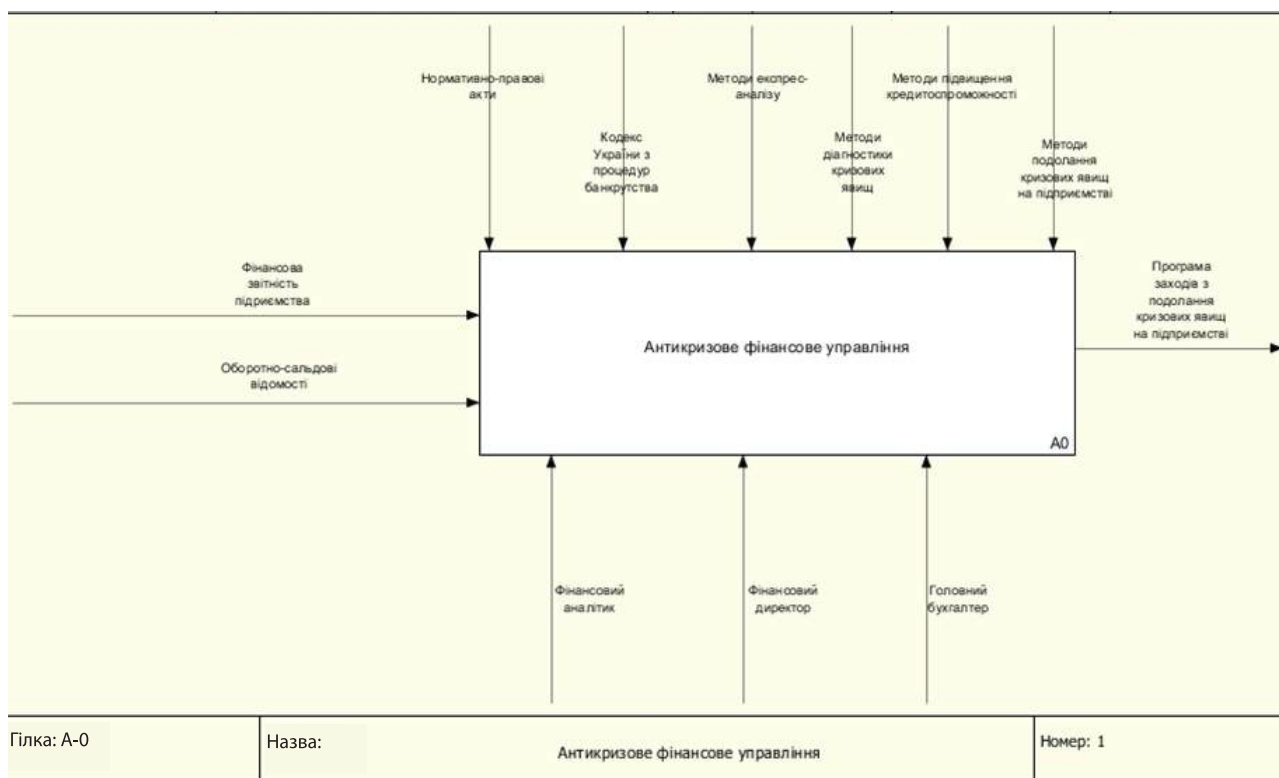 Нормативно-правові
акти
Кодекс
України з
процедур
банкрутства
Методи експрес-
аналізу
Методи
діагностики
кризових
явищ
Методи підвищення
кредитоспроможності
Методи
подолання
кризових явищ
на підприємстві
Фінансова
звітність
підриємства
Оборотно-сальдові
відомості
Антикризове фінансове управління
A0
Програма
заходів з
подолання
кризових явищ
на підприємстві
Фінансовий
аналітик
Фінансовий
директор
Головний
бухгалтер
Гілка: А-0
Назва:
Антикризове фінансове управління
Номер: 1